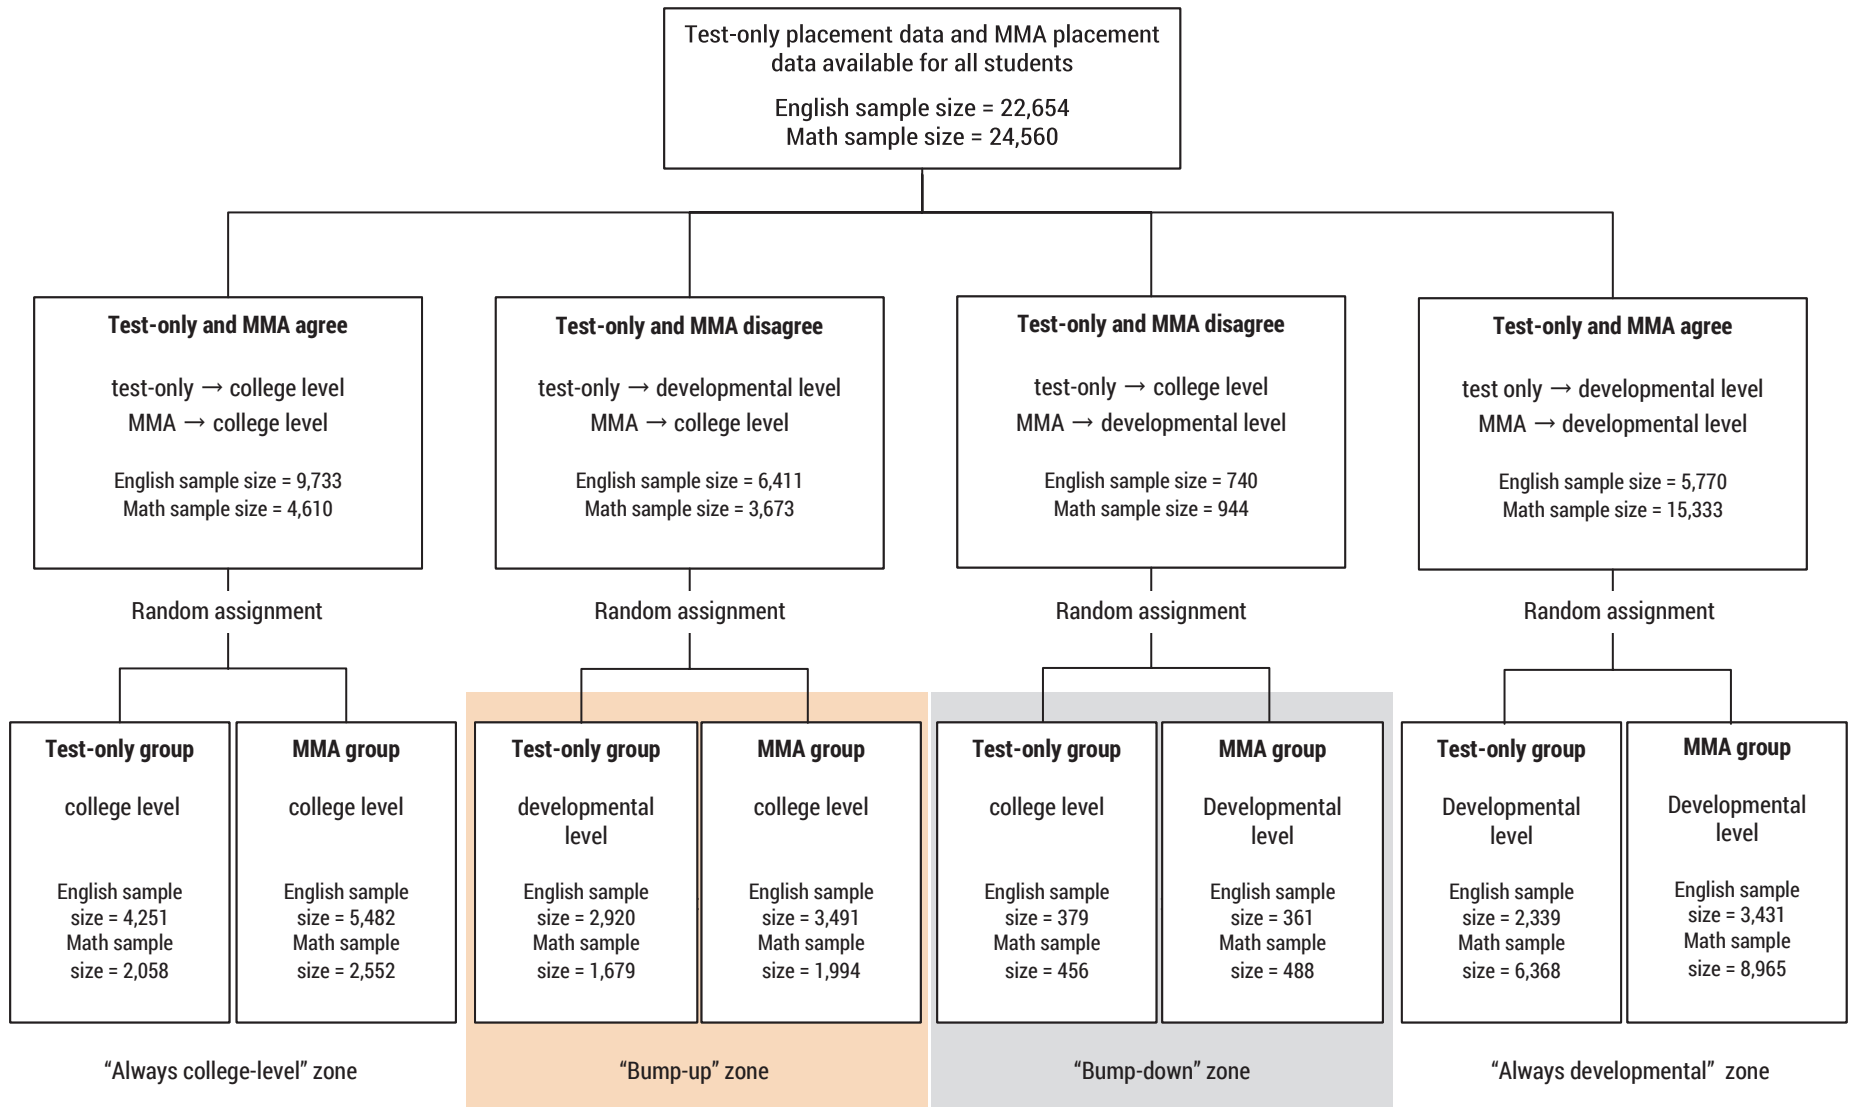 Test-only placement data and MMA placement
data available for all students
English sample size = 22,654
Math sample size = 24,560
Test-only and MMA agree
test-only → college level
MMA → college level
English sample size = 9,733
Math sample size = 4,610
Test-only and MMA disagree
test-only → developmental level
MMA → college level
English sample size = 6,411
Math sample size = 3,673
Test-only and MMA disagree
test-only → college level
MMA → developmental level
English sample size = 740
Math sample size = 944
Test-only and MMA agree
test only → developmental level
MMA → developmental level
English sample size = 5,770
Math sample size = 15,333
Random assignment
Random assignment
Random assignment
Random assignment
Test-only group
college level
English sample
size = 4,251
Math sample
size = 2,058
MMA group
college level
English sample
size = 5,482
Math sample
size = 2,552
Test-only group
developmental
level
English sample
size = 2,920
Math sample
size = 1,679
MMA group
college level
English sample
size = 3,491
Math sample
size = 1,994
Test-only group
college level
English sample
size = 379
Math sample
size = 456
MMA group
Developmental
level
English sample
size = 361
Math sample
size = 488
Test-only group
Developmental
level
English sample
size = 2,339
Math sample
size = 6,368
MMA group
Developmental
level
English sample
size = 3,431
Math sample
size = 8,965
“Always college-level” zone
“Bump-up” zone
“Bump-down” zone
“Always developmental” zone